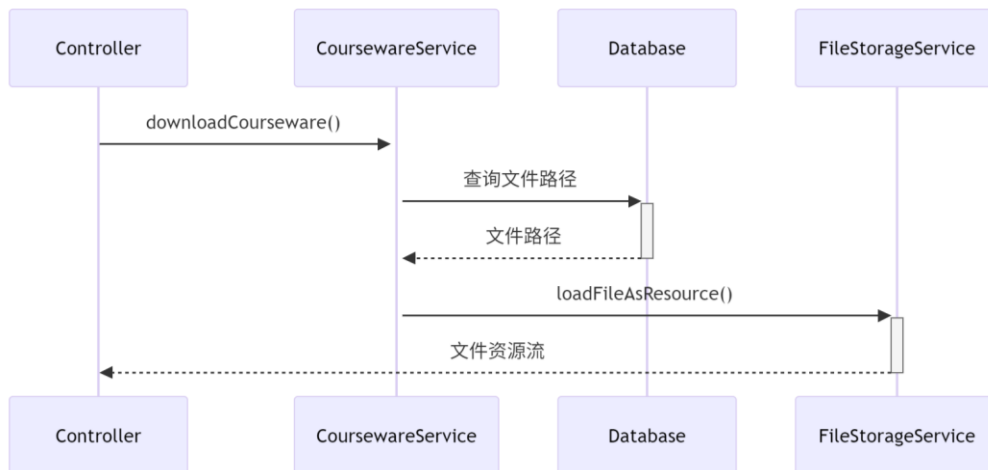 Controller
CoursewareService
Database
FileStorageService
downloadCourseware()
查询文件路径
文件路径
loadFileAsResource()
文件资源流
Controller
CoursewareService
Database
FileStorageService